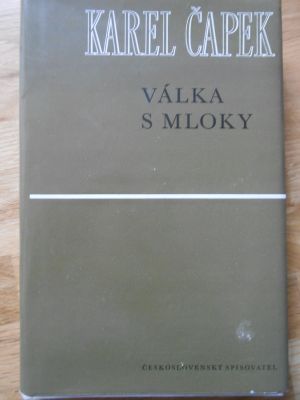 KAREL ČAPEK
VÁLKA
S MLOKY
ČESKOSLOVENSKÝ SPISOVATEL